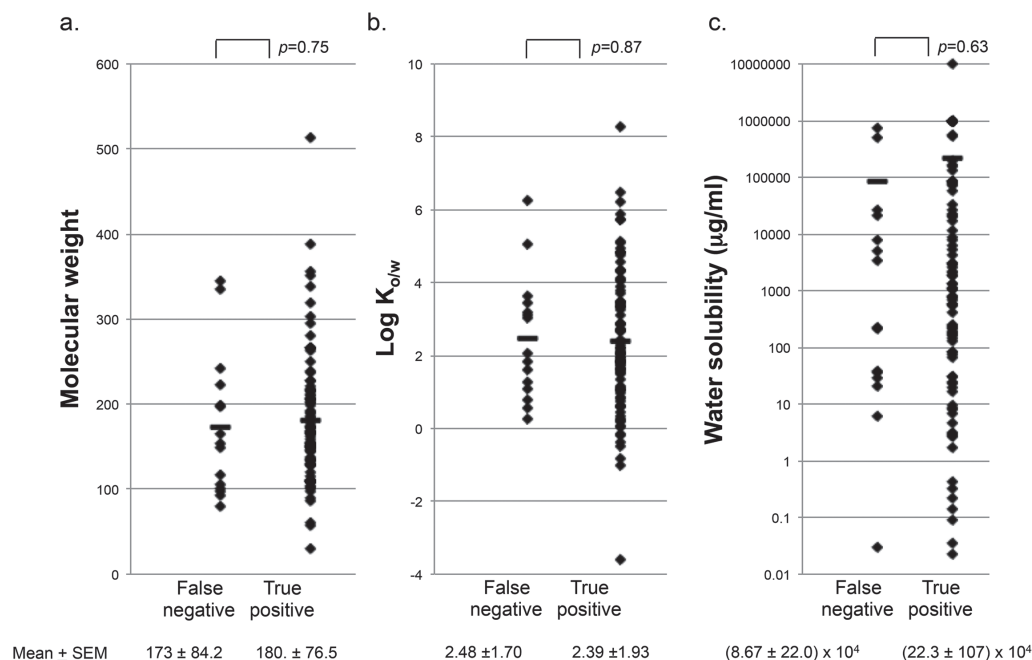 a.
p=0.75
600
500
400
300
200
100
0
Molecular weight
False negative
True positive
b.
p=0.87
10
8
6
4
2
0
-2
-4
Log Ko/w
False negative
True positive
c.
p=0.63
10000000
1000000
100000
10000
1000
100
10
1
0.1
0.01
Water solubility (μg/ml)
False negative
True positive
Mean + SEM
173 ± 84.2
180. ± 76.5
2.48 ±1.70
2.39 ±1.93
(8.67 ± 22.0) x 10⁴
(22.3 ± 107) x 10⁴